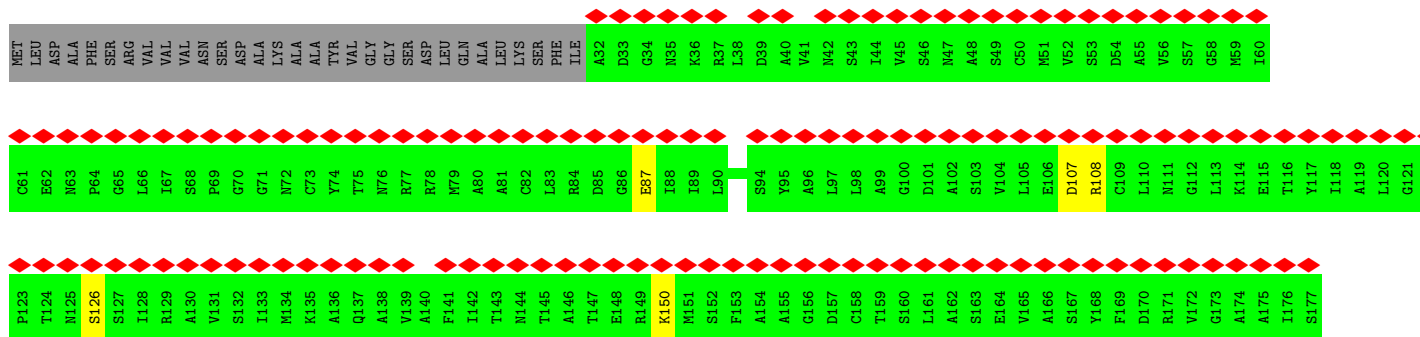 MET LEU ASP ALA PHE SER ARG VAL VAL VAL ASN SER ASP ALA LYS ALA ALA TYR VAL GLY GLY SER ASP LEU GLN ALA LEU LYS SER PHE ILE A32 D33 G34 N35 K36 R37 L38 D39 A40 V41 N42 S43 I44 V45 S46 N47 A48 S49 C50 M51 V52 S53 D54 A55 V56 S57 G58 M59 I60
C61 E62 N63 P64 G65 L66 I67 S68 P69 G70 G71 N72 C73 Y74 T75 N76 R77 R78 M79 A80 A81 C82 L83 R84 D85 G86 E87 I88 I89 L90 S94 Y95 A96 L97 L98 A99 G100 D101 A102 S103 V104 L105 E106 D107 R108 C109 L110 N111 G112 L113 K114 E115 T116 Y117 I118 A119 L120 G121
P123 T124 N125 S126 S127 I128 R129 A130 V131 S132 I133 M134 K135 A136 Q137 A138 V139 A140 F141 I142 T143 N144 T145 A146 T147 E148 R149 K150 M151 S152 F153 A154 A155 G156 D157 C158 T159 S160 L161 A162 S163 E164 V165 A166 S167 Y168 F169 D170 R171 V172 G173 A174 A175 I176 S177